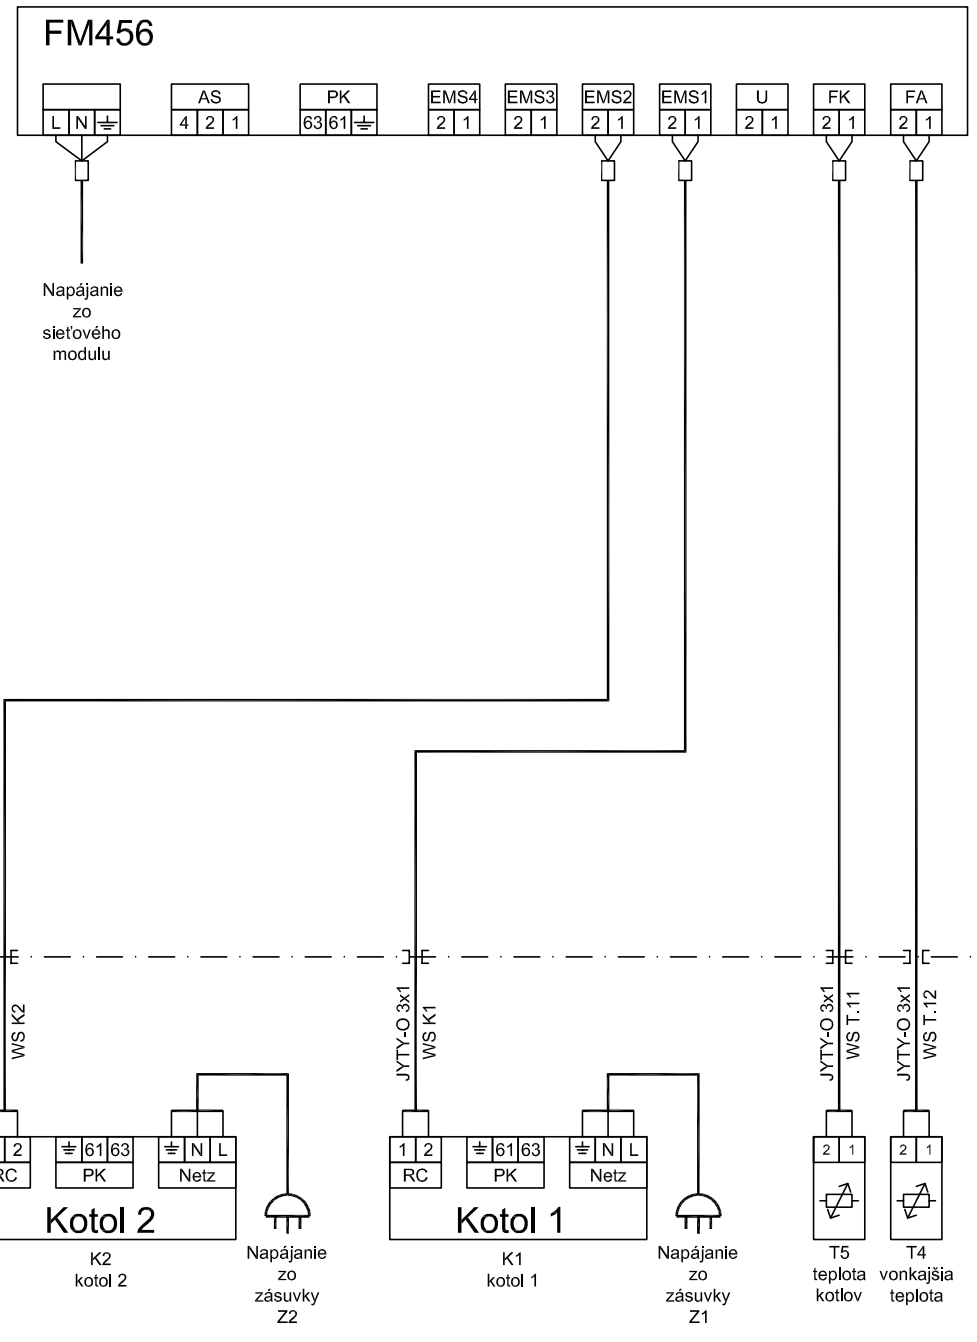 FM456
AS PK EMS4 EMS3 EMS2 EMS1 U FK FA
L N 4 2 1 63 61 2 1 2 1 2 1 2 1 2 1 2 1 2 1
Napájanie
zo
sieťového
modulu
WS K2
JYTY-O 3x1
WS K1
JYTY-O 3x1
WS T.11
JYTY-O 3x1
WS T.12
2 61 63 N L 1 2 61 63 N L 2 1 2 1
RC PK Netz RC PK Netz
Kotol 2
Kotol 1
K2
kotol 2
Napájanie
zo
zásuvky
Z2
K1
kotol 1
Napájanie
zo
zásuvky
Z1
T5
teplota
kotlov
T4
vonkajšia
teplota